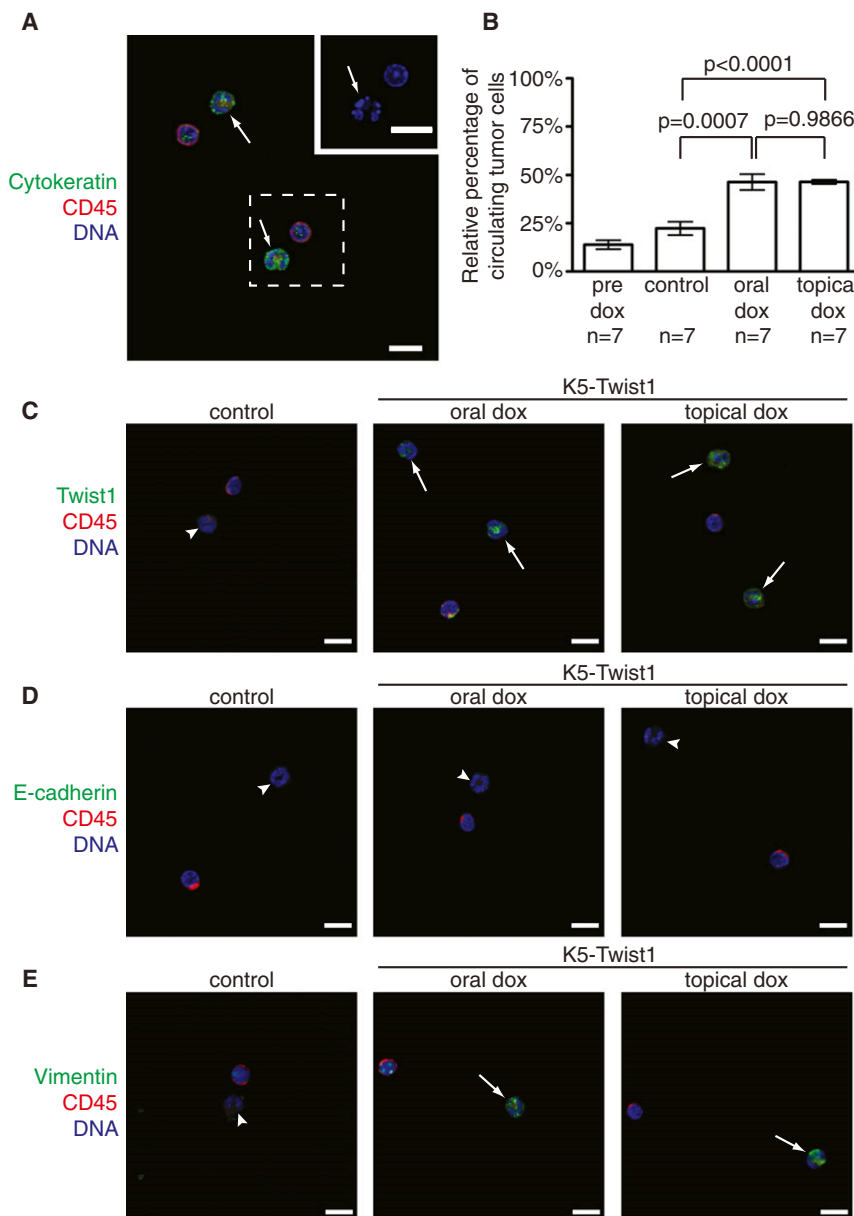 A
Cytokeratin
CD45
DNA
B
Relative percentage of
circulating tumor cells
100%
75%
50%
25%
0%
p<0.0001
p=0.0007
p=0.9866
pre
dox
n=7
control
n=7
oral
dox
n=7
topica
dox
n=7
C
K5-Twist1
control
oral dox
topical dox
Twist1
CD45
DNA
D
K5-Twist1
control
oral dox
topical dox
E-cadherin
CD45
DNA
E
K5-Twist1
control
oral dox
topical dox
Vimentin
CD45
DNA